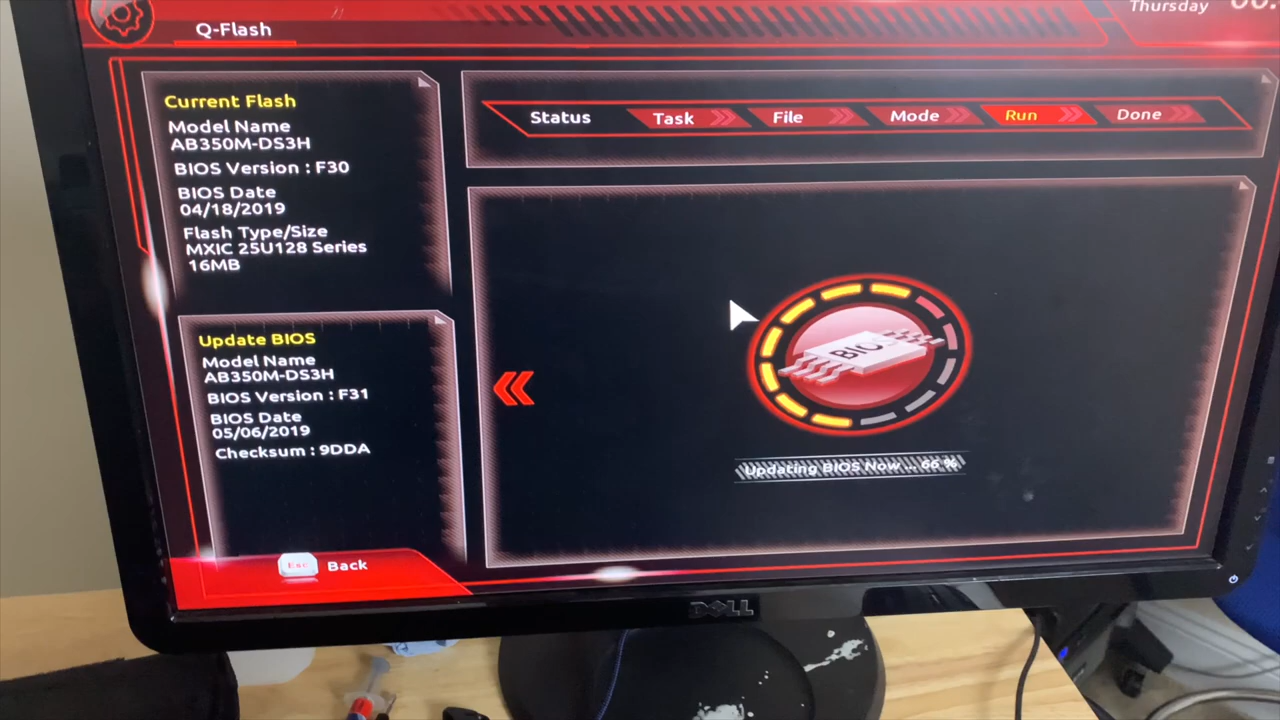 Thursday
Q-Flash
Current Flash
Model Name
AB350M-DS3H
BIOS Version : F30
BIOS Date
04/18/2019
Flash Type/Size
MXIC 25U128 Series
16MB
Status
Task
File
Mode
Run
Done
Update BIOS
Model Name
AB350M-DS3H
BIOS Version : F31
BIOS Date
05/06/2019
Checksum : 9DDA
BIOS
Updating BIOS Now ... 66 %
Esc
Back
DELL